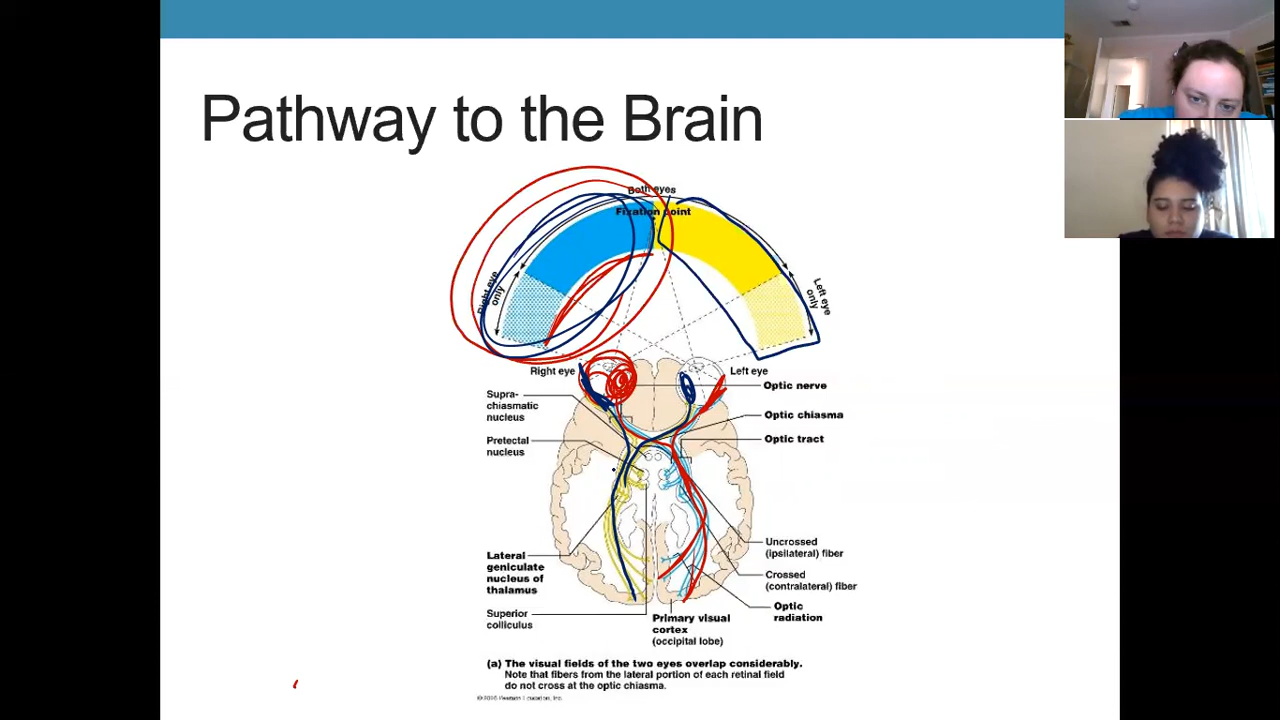 Pathway to the Brain
Both eyes
Fixation point
Right eye
only
Left eye
only
Right eye
Left eye
Supra-
chiasmatic
nucleus
Pretectal
nucleus
Optic nerve
Optic chiasma
Optic tract
Lateral
geniculate
nucleus of
thalamus
Superior
colliculus
Uncrossed
(ipsilateral) fiber
Crossed
(contralateral) fiber
Optic
radiation
Primary visual
cortex
(occipital lobe)
(a) The visual fields of the two eyes overlap considerably.
Note that fibers from the lateral portion of each retinal field
do not cross at the optic chiasma.
© 2016 Pearson Education, Inc.